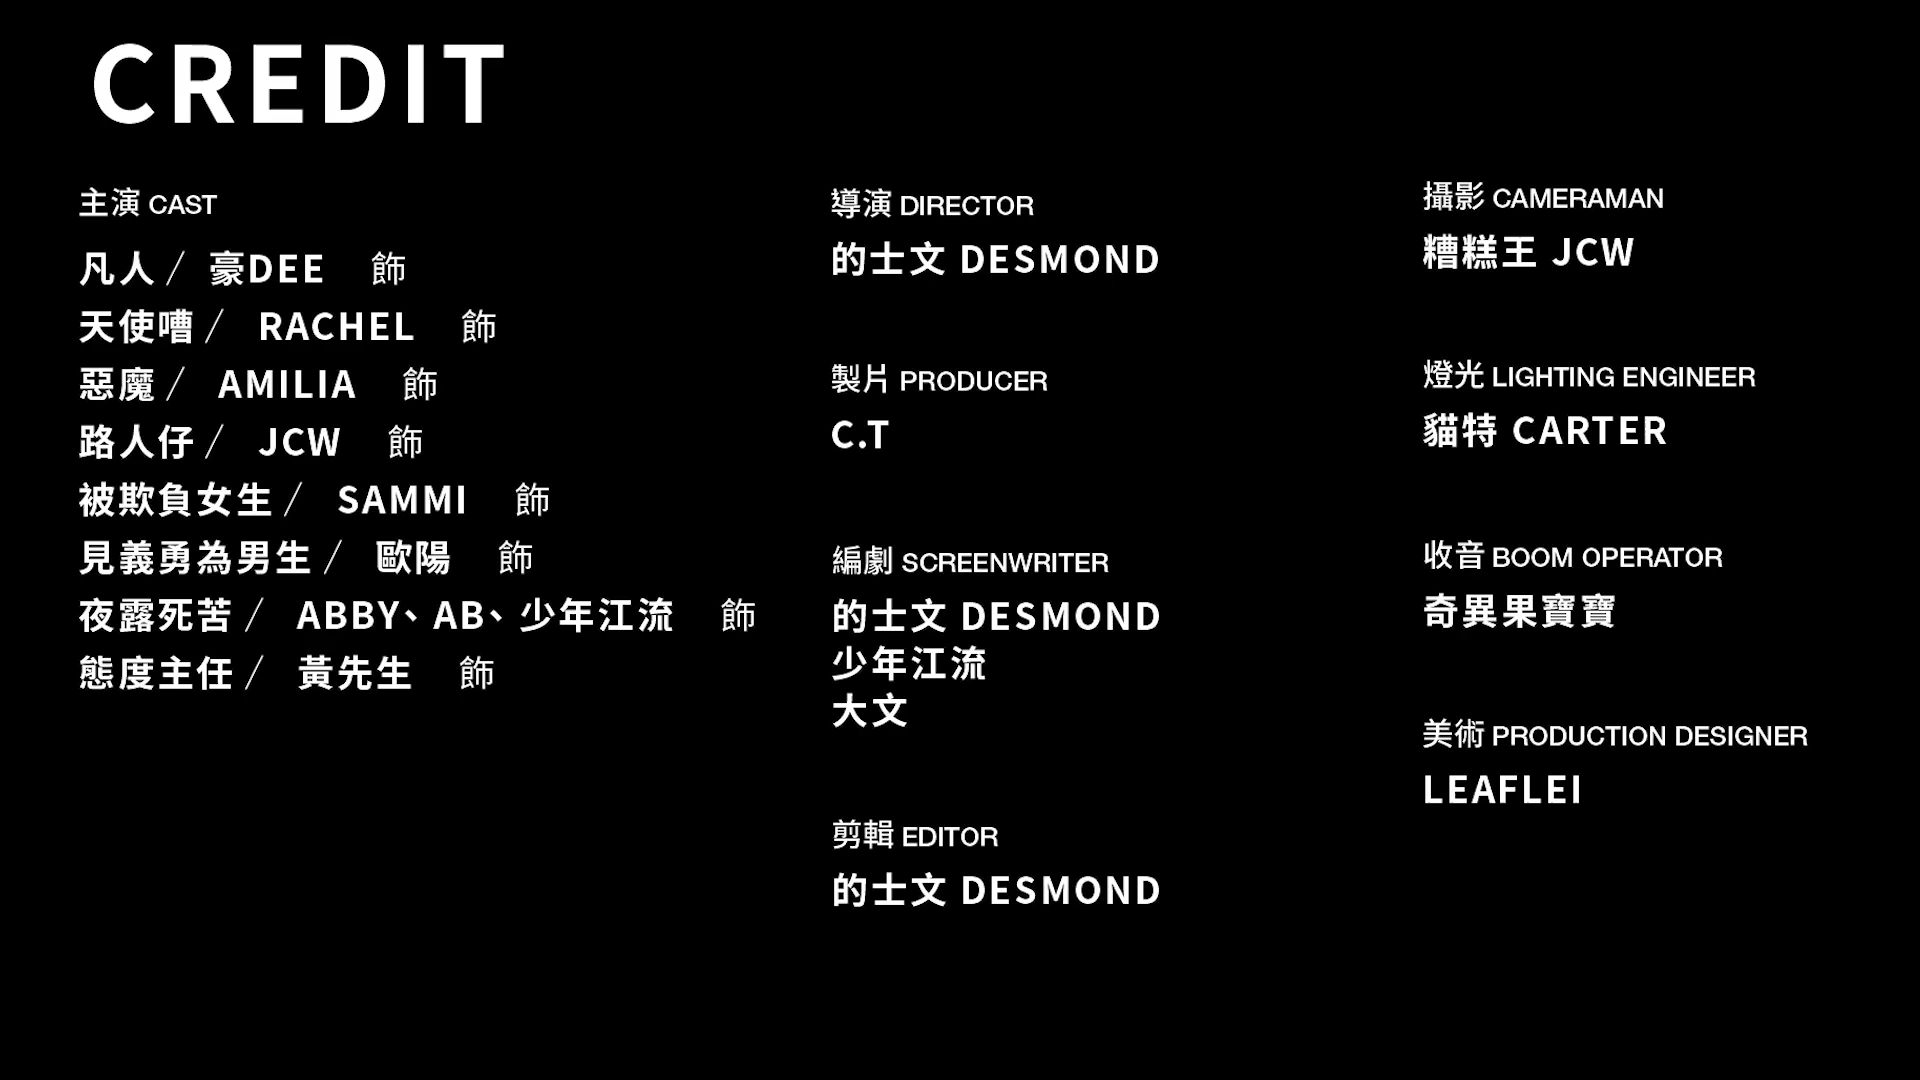 CREDIT
主演 CAST
凡人 / 豪DEE 飾
天使嘈 / RACHEL 飾
惡魔 / AMILIA 飾
路人仔 / JCW 飾
被欺負女生 / SAMMI 飾
見義勇為男生 / 歐陽 飾
夜露死苦 / ABBY、AB、少年江流 飾
態度主任 / 黃先生 飾
導演 DIRECTOR
的士文 DESMOND
製片 PRODUCER
C.T
編劇 SCREENWRITER
的士文 DESMOND
少年江流
大文
剪輯 EDITOR
的士文 DESMOND
攝影 CAMERAMAN
糟糕王 JCW
燈光 LIGHTING ENGINEER
貓特 CARTER
收音 BOOM OPERATOR
奇異果寶寶
美術 PRODUCTION DESIGNER
LEAFLEI